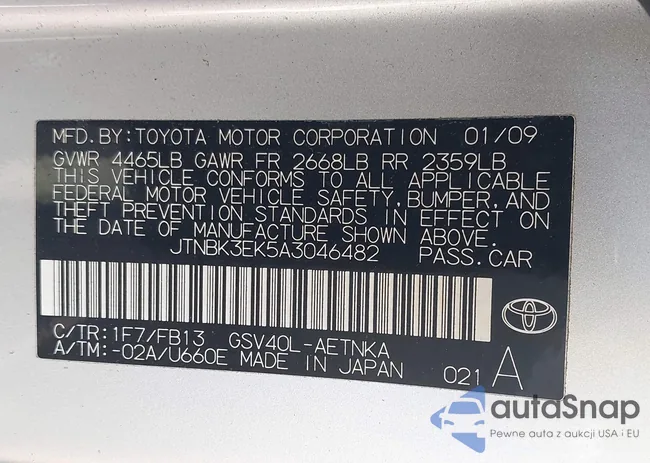 MFD. BY: TOYOTA MOTOR CORPORATION 01/09
GVWR 4465LB GAWR FR 2668LB RR 2359LB
THIS VEHICLE CONFORMS TO ALL APPLICABLE
FEDERAL MOTOR VEHICLE SAFETY, BUMPER, AND
THEFT PREVENTION STANDARDS IN EFFECT ON
THE DATE OF MANUFACTURE SHOWN ABOVE.
JTNBK3EK5A3046482 PASS. CAR
C/TR: 1F7/FB13 GSV40L-AETNKA
A/TM: -02A/U660E MADE IN JAPAN 021 A
autaSnap
Pewne auta z aukcji USA i EU